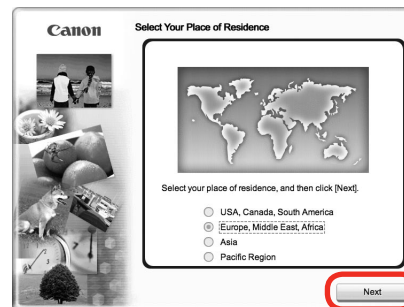 Canon
Select Your Place of Residence
Select your place of residence, and then click [Next].
USA, Canada, South America
Europe, Middle East, Africa
Asia
Pacific Region
Next